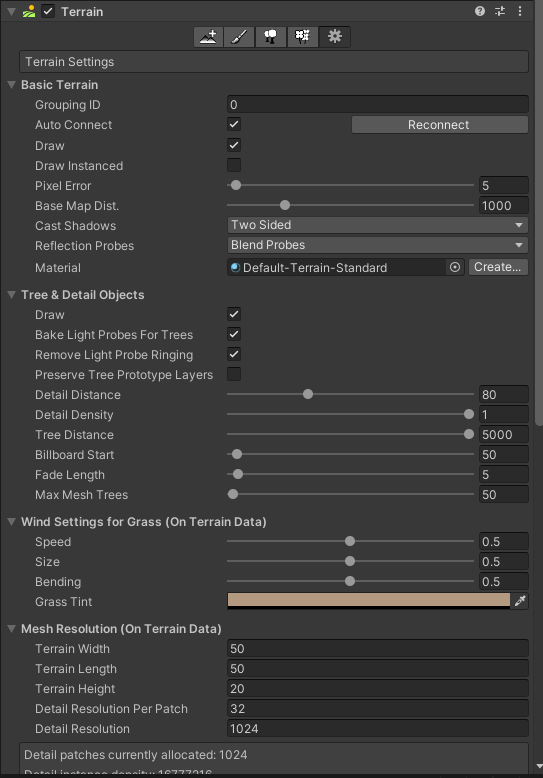 Terrain
Terrain Settings
Basic Terrain
Grouping ID 0
Auto Connect Reconnect
Draw
Draw Instanced
Pixel Error 5
Base Map Dist. 1000
Cast Shadows Two Sided
Reflection Probes Blend Probes
Material Default-Terrain-Standard Create...
Tree & Detail Objects
Draw
Bake Light Probes For Trees
Remove Light Probe Ringing
Preserve Tree Prototype Layers
Detail Distance 80
Detail Density 1
Tree Distance 5000
Billboard Start 50
Fade Length 5
Max Mesh Trees 50
Wind Settings for Grass (On Terrain Data)
Speed 0.5
Size 0.5
Bending 0.5
Grass Tint
Mesh Resolution (On Terrain Data)
Terrain Width 50
Terrain Length 50
Terrain Height 20
Detail Resolution Per Patch 32
Detail Resolution 1024
Detail patches currently allocated: 1024
Detail instance density: 16777216